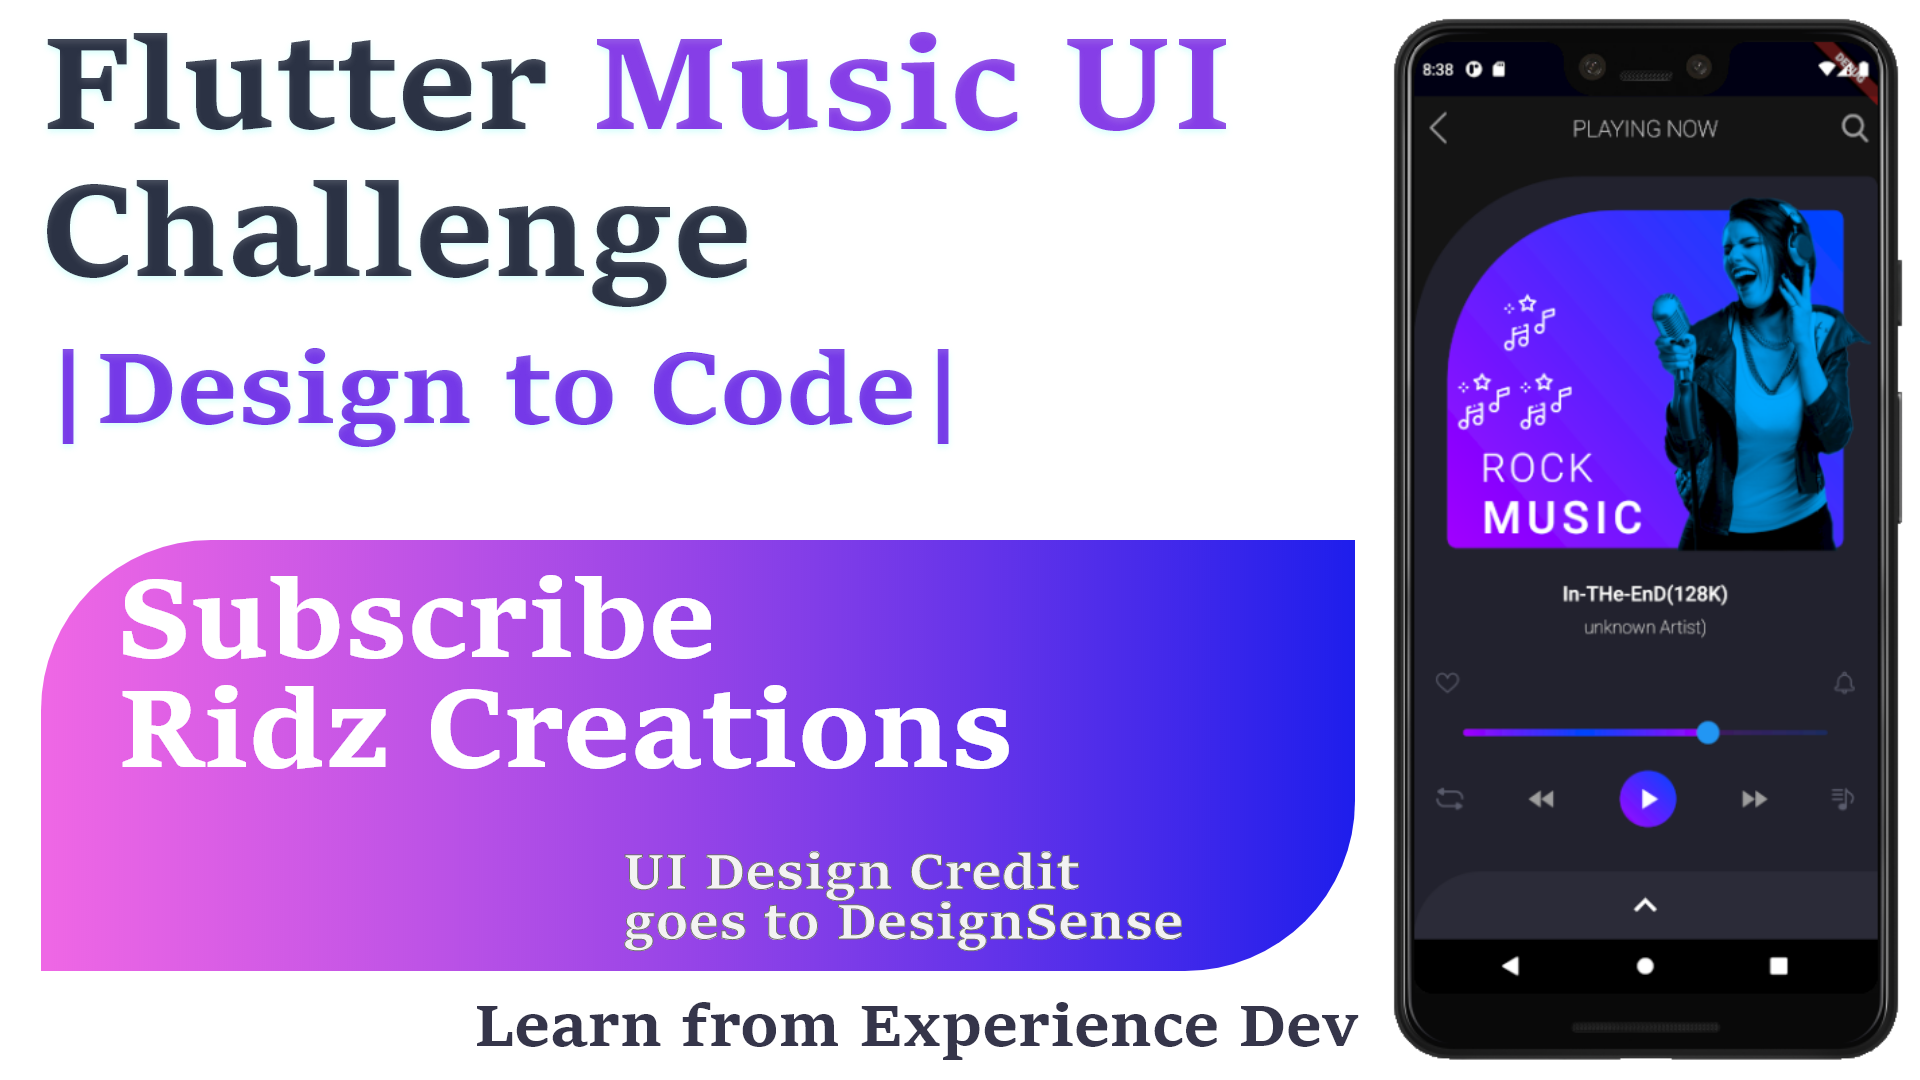 Flutter Music UI
Challenge
|Design to Code|
Subscribe
Ridz Creations
UI Design Credit
goes to DesignSense
Learn from Experience Dev
8:38
DEBUG
PLAYING NOW
ROCK
MUSIC
In-THe-EnD(128K)
unknown Artist)